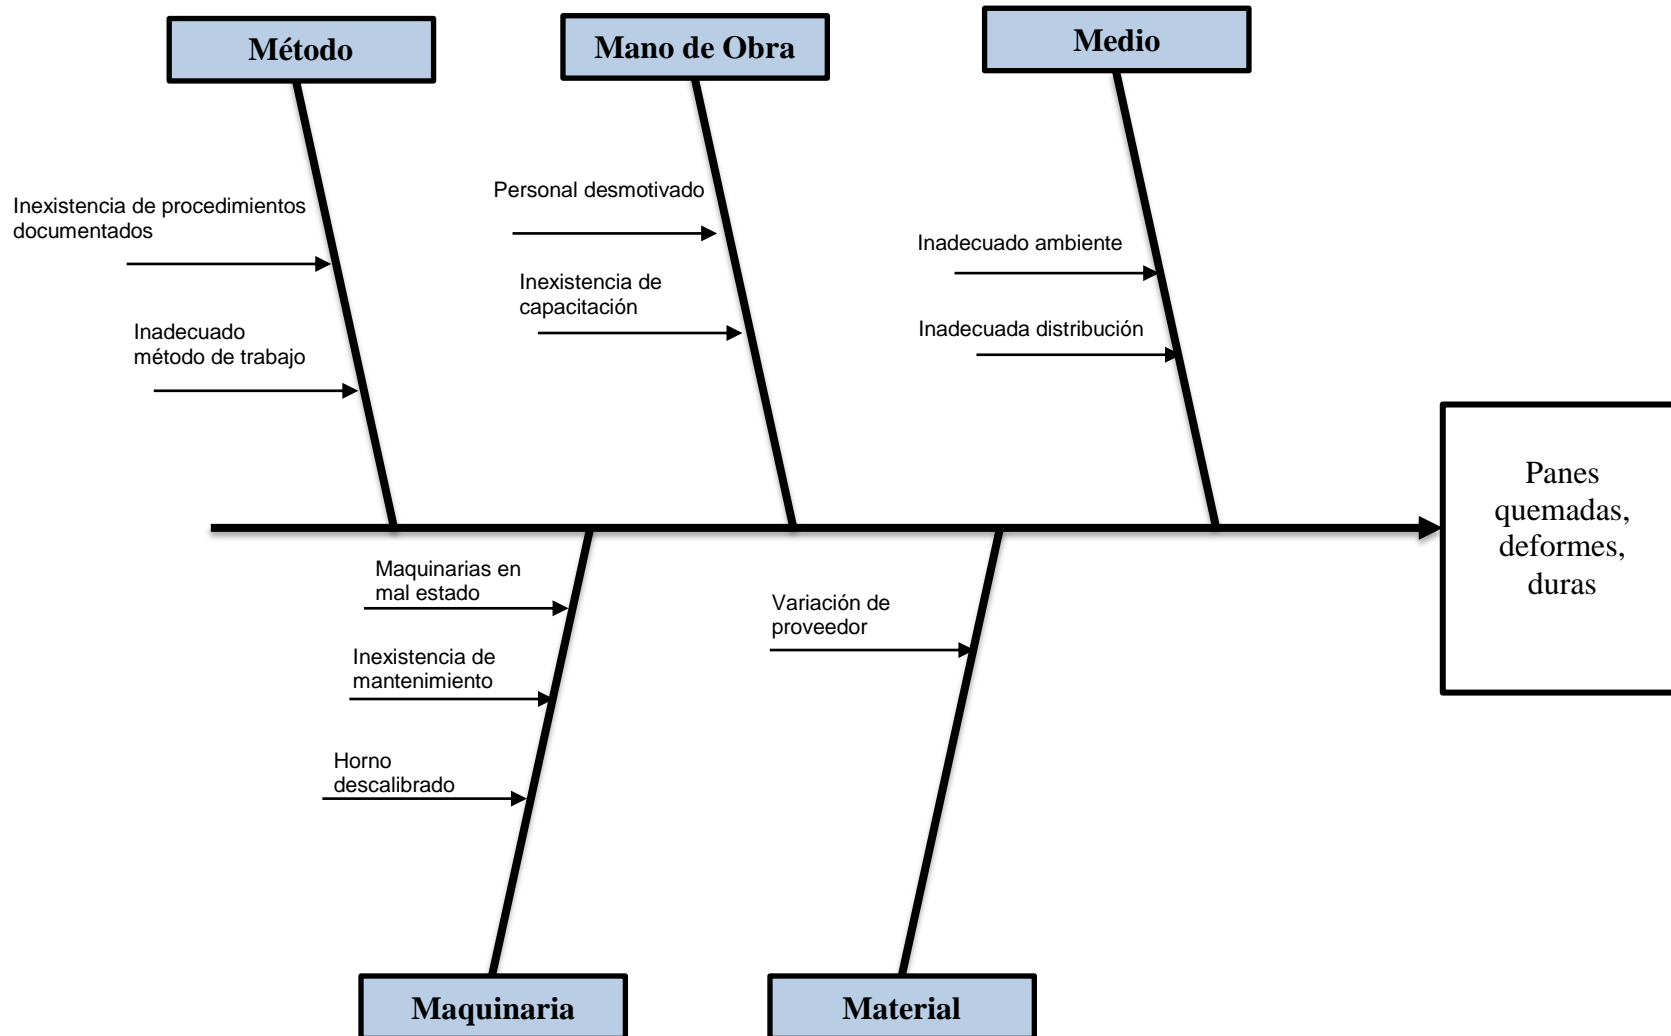 Método
Mano de Obra
Medio
Inexistencia de procedimientos
documentados
Inadecuado
método de trabajo
Personal desmotivado
Inexistencia de
capacitación
Inadecuado ambiente
Inadecuada distribución
Panes
quemadas,
deformes,
duras
Maquinarias en
mal estado
Inexistencia de
mantenimiento
Horno
descalibrado
Variación de
proveedor
Maquinaria
Material